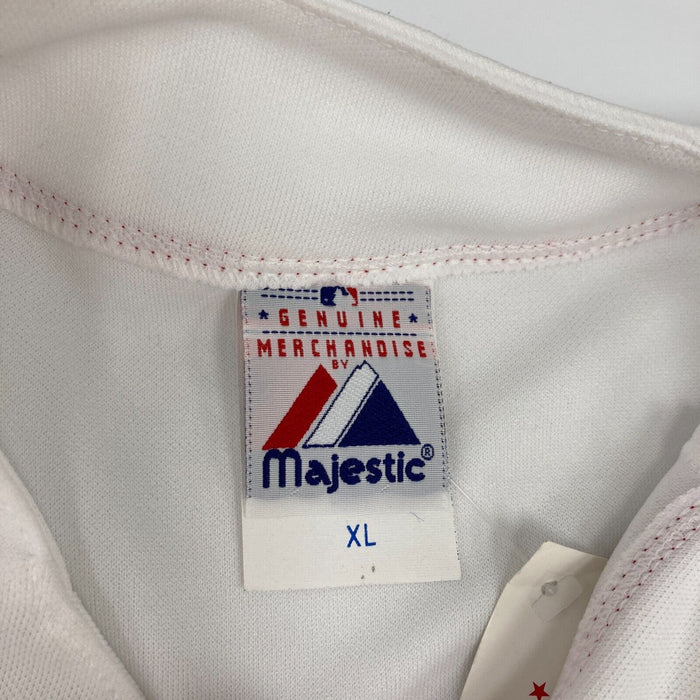 * GENUINE *
MERCHANDISE
BY
Majestic®
XL